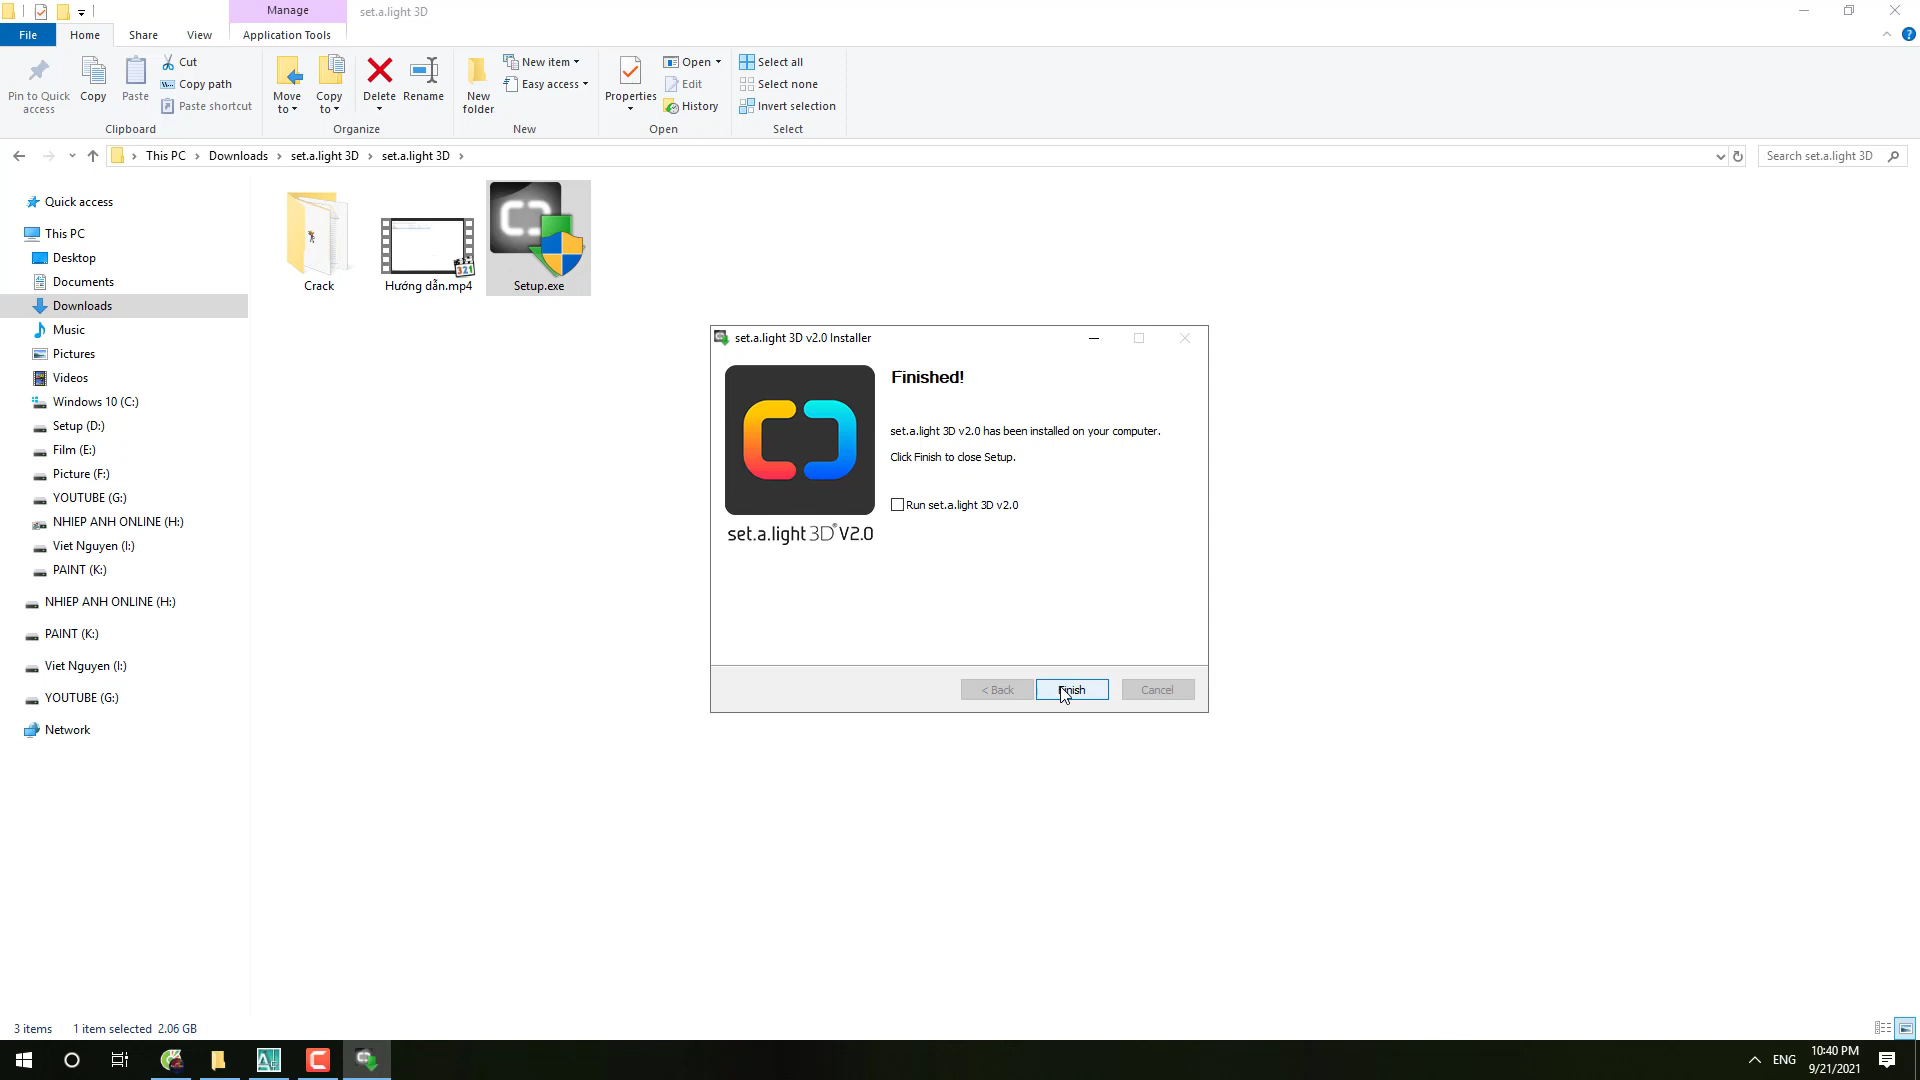 Manage
set.a.light 3D
File
Home
Share
View
Application Tools
Pin to Quick
access
Copy
Paste
Cut
Copy path
Paste shortcut
Clipboard
Move
to
Copy
to
Delete
Rename
Organize
New
folder
New item
Easy access
New
Properties
Open
Edit
History
Open
Select all
Select none
Invert selection
Select
This PC
Downloads
set.a.light 3D
set.a.light 3D
Search set.a.light 3D
Quick access
This PC
Desktop
Documents
Downloads
Music
Pictures
Videos
Windows 10 (C:)
Setup (D:)
Film (E:)
Picture (F:)
YOUTUBE (G:)
NHIEP ANH ONLINE (H:)
Viet Nguyen (I:)
PAINT (K:)
NHIEP ANH ONLINE (H:)
PAINT (K:)
Viet Nguyen (I:)
YOUTUBE (G:)
Network
Crack
321
Hướng dẫn.mp4
Setup.exe
set.a.light 3D v2.0 Installer
Finished!
set.a.light 3D v2.0 has been installed on your computer.
Click Finish to close Setup.
Run set.a.light 3D v2.0
set.a.light 3D® V2.0
< Back
Finish
Cancel
3 items
1 item selected 2.06 GB
ENG
10:40 PM
9/21/2021